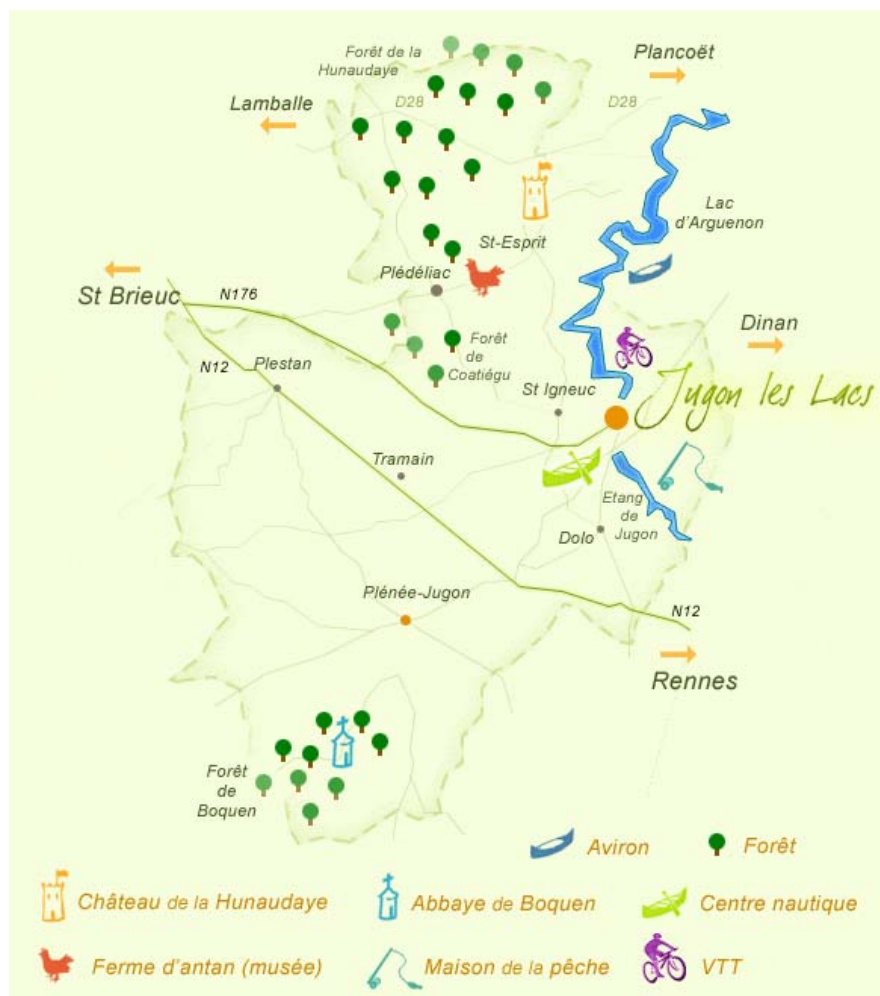 Forêt de la
Hunaudaye
Plancoët
Lamballe
D28
D28
Lac
d'Arguenon
St-Esprit
Plédéliac
St Brieuc
N176
Dinan
N12
Plestan
Forêt
de
Coatiégu
St Igneuc
Jugon les Lacs
Tramain
Etang
de
Jugon
Dolo
Plénée-Jugon
N12
Rennes
Forêt
de
Boquen
Aviron
Forêt
Château de la Hunaudaye
Abbaye de Boquen
Centre nautique
Ferme d'antan (musée)
Maison de la pêche
VTT